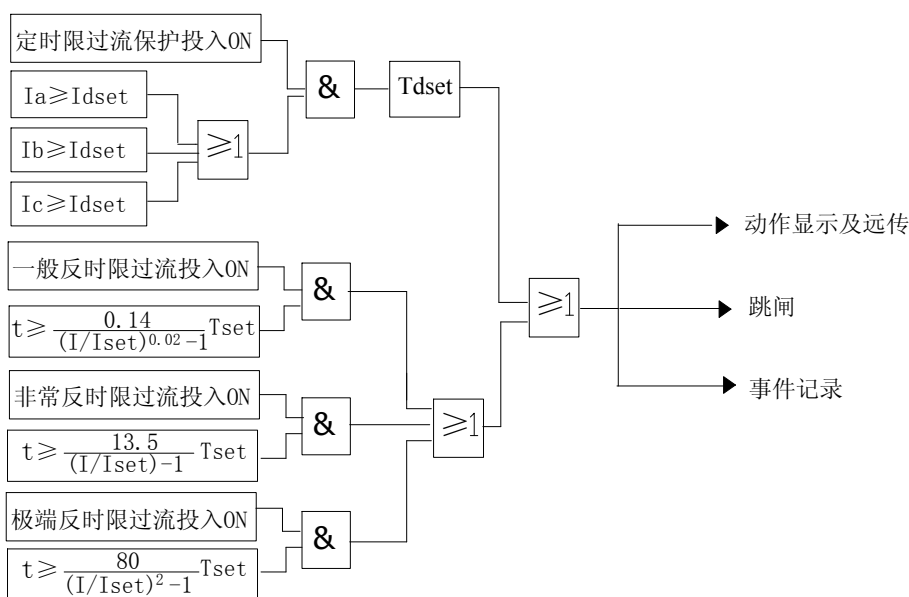 定时限过流保护投入ON
Ia≥Idset
Ib≥Idset
Ic≥Idset
≥1
&
Tdset
一般反时限过流投入ON
t≥0.14/((I/Iset)^0.02-1) Tset
&
非常反时限过流投入ON
t≥13.5/((I/Iset)-1) Tset
&
极端反时限过流投入ON
t≥80/((I/Iset)^2-1) Tset
&
≥1
≥1
动作显示及远传
跳闸
事件记录